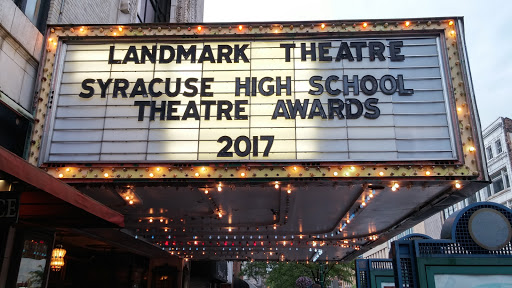 LANDMARK THEATRE
SYRACUSE HIGH SCHOOL
THEATRE AWARDS
2017